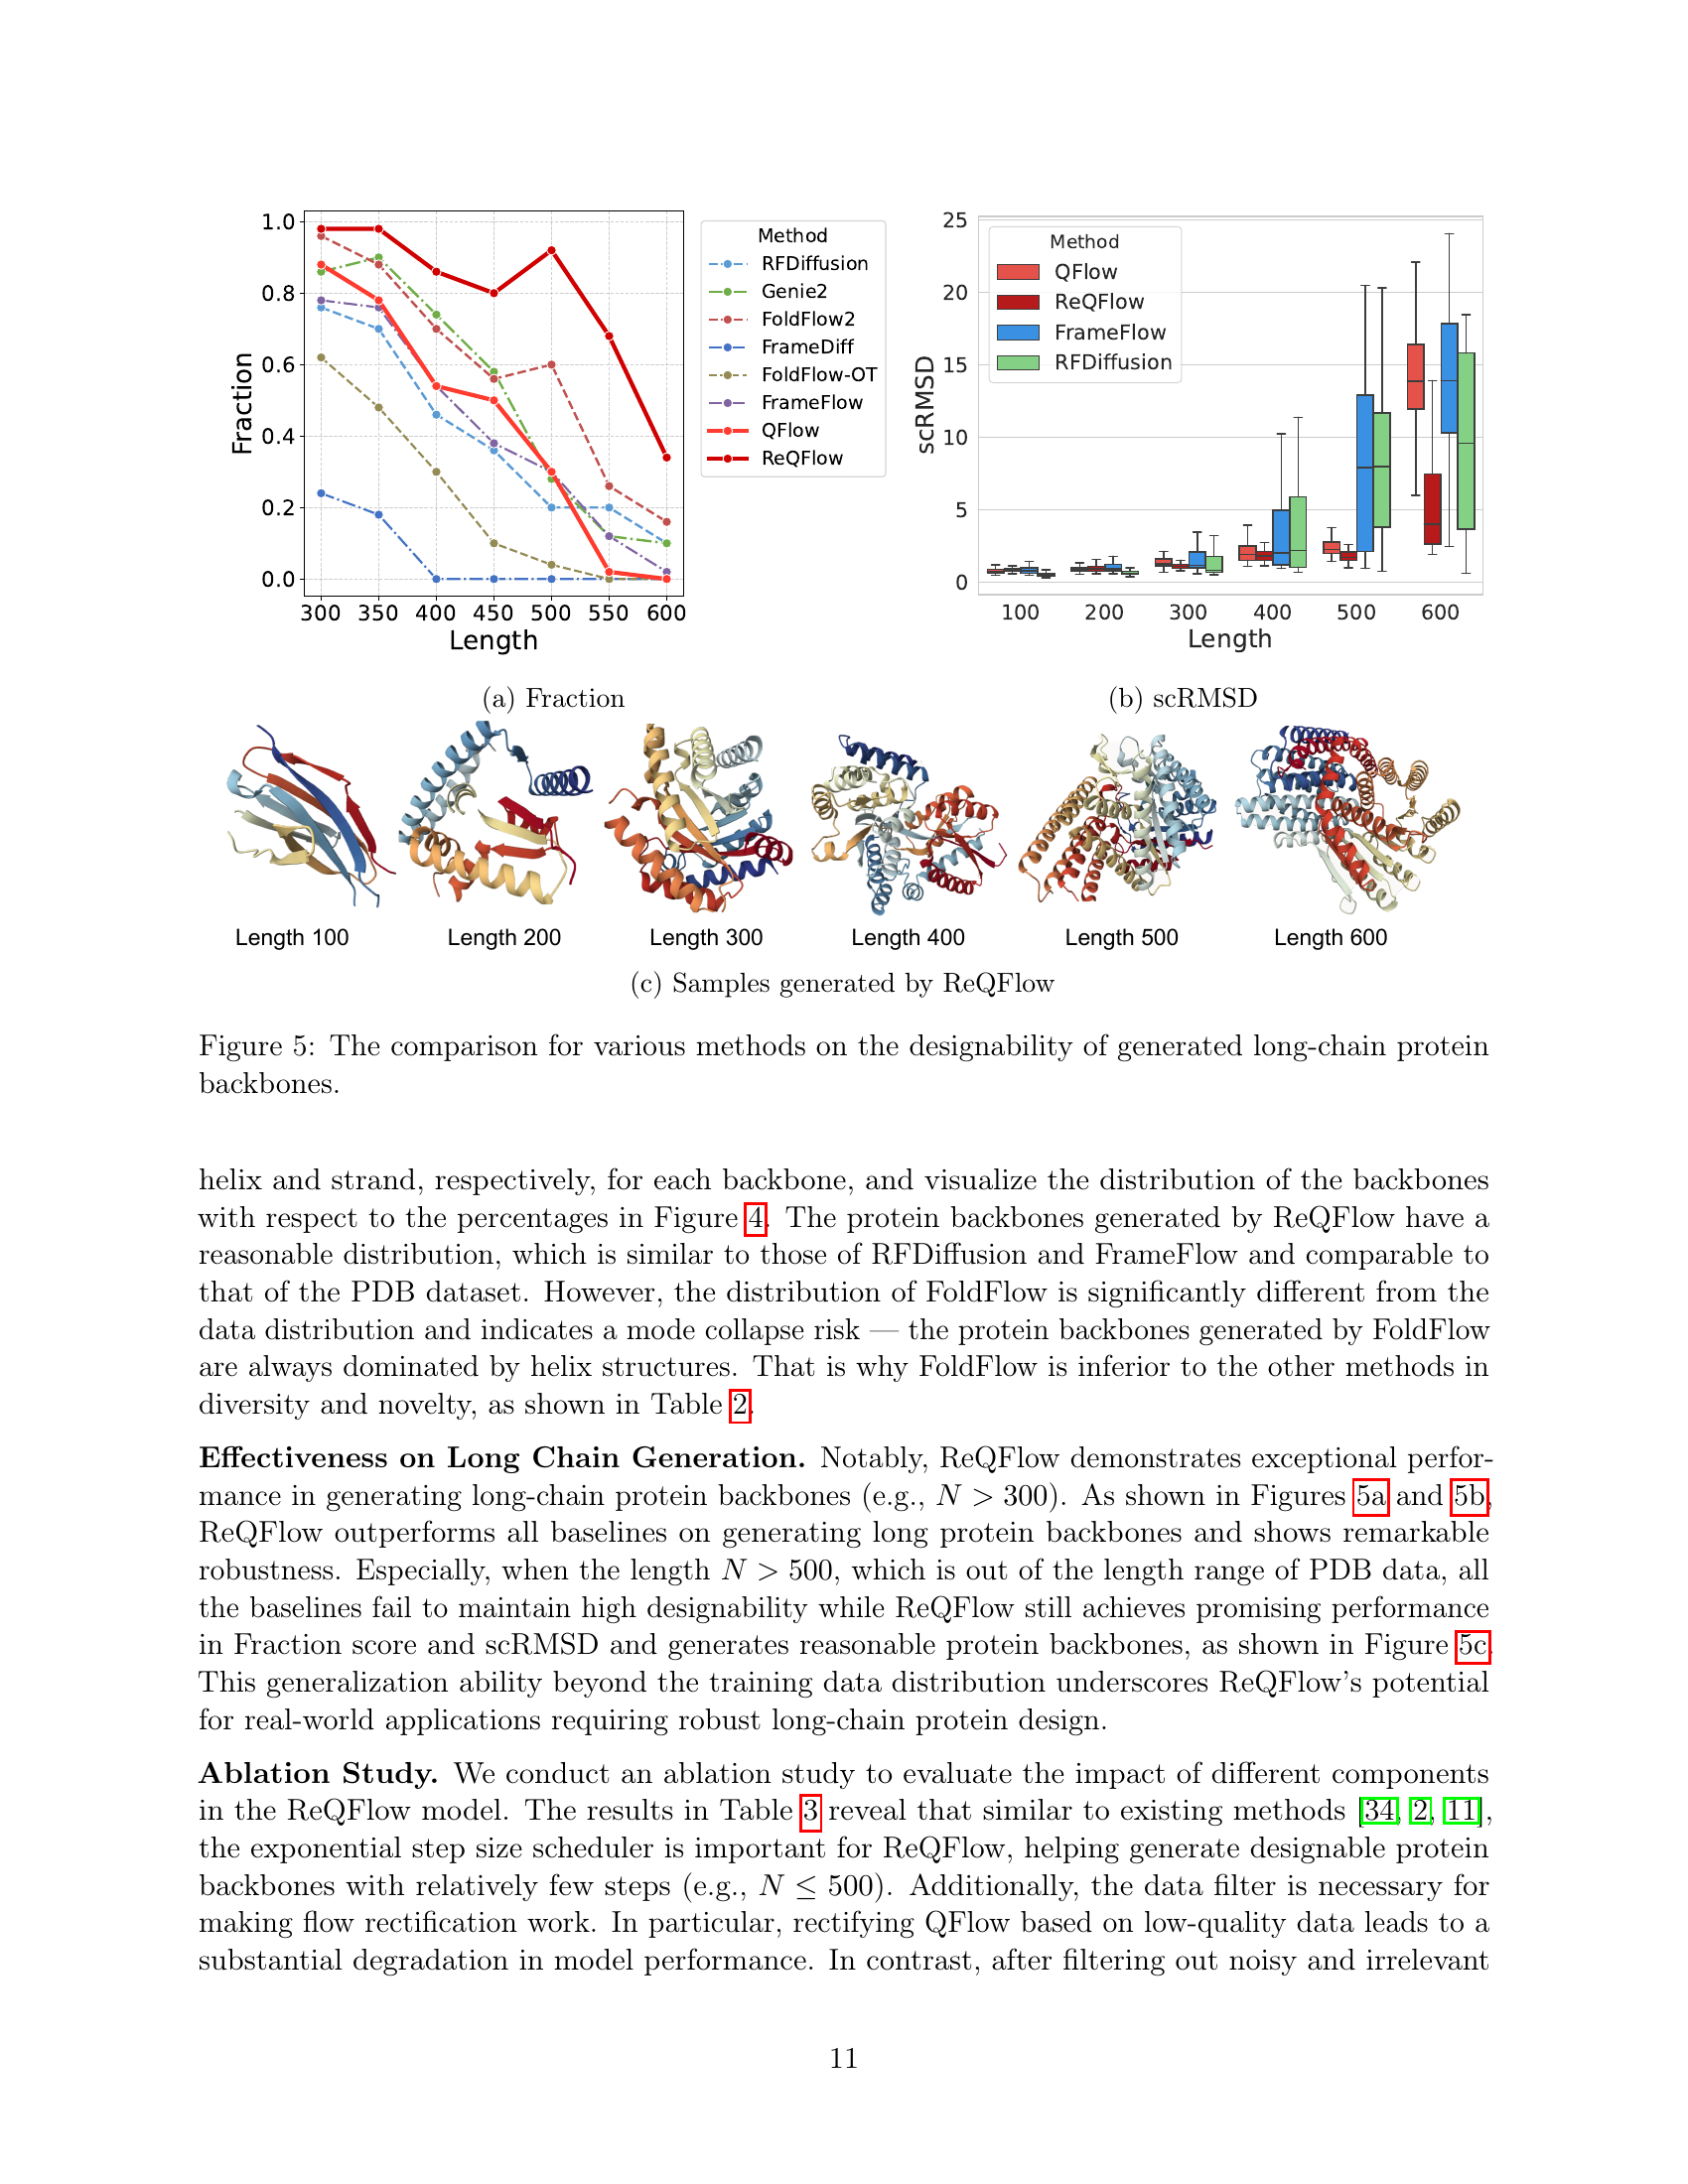 1.0
0.8
0.6
0.4
0.2
0.0
Fraction
300 350 400 450 500 550 600
Length
Method
RFDiffusion
Genie2
FoldFlow2
FrameDiff
FoldFlow-OT
FrameFlow
QFlow
ReQFlow
25
20
15
10
5
0
scRMSD
100 200 300 400 500 600
Length
Method
QFlow
ReQFlow
FrameFlow
RFDiffusion
(a) Fraction
(b) scRMSD
Length 100 Length 200 Length 300 Length 400 Length 500 Length 600
(c) Samples generated by ReQFlow
Figure 5: The comparison for various methods on the designability of generated long-chain protein
backbones.
helix and strand, respectively, for each backbone, and visualize the distribution of the backbones
with respect to the percentages in Figure 4. The protein backbones generated by ReQFlow have a
reasonable distribution, which is similar to those of RFDiffusion and FrameFlow and comparable to
that of the PDB dataset. However, the distribution of FoldFlow is significantly different from the
data distribution and indicates a mode collapse risk — the protein backbones generated by FoldFlow
are always dominated by helix structures. That is why FoldFlow is inferior to the other methods in
diversity and novelty, as shown in Table 2.
Effectiveness on Long Chain Generation. Notably, ReQFlow demonstrates exceptional perfor-
mance in generating long-chain protein backbones (e.g., N > 300). As shown in Figures 5a and 5b,
ReQFlow outperforms all baselines on generating long protein backbones and shows remarkable
robustness. Especially, when the length N > 500, which is out of the length range of PDB data, all
the baselines fail to maintain high designability while ReQFlow still achieves promising performance
in Fraction score and scRMSD and generates reasonable protein backbones, as shown in Figure 5c.
This generalization ability beyond the training data distribution underscores ReQFlow's potential
for real-world applications requiring robust long-chain protein design.
Ablation Study. We conduct an ablation study to evaluate the impact of different components
in the ReQFlow model. The results in Table 3 reveal that similar to existing methods [34, 2, 11],
the exponential step size scheduler is important for ReQFlow, helping generate designable protein
backbones with relatively few steps (e.g., N ≤ 500). Additionally, the data filter is necessary for
making flow rectification work. In particular, rectifying QFlow based on low-quality data leads to a
substantial degradation in model performance. In contrast, after filtering out noisy and irrelevant
11